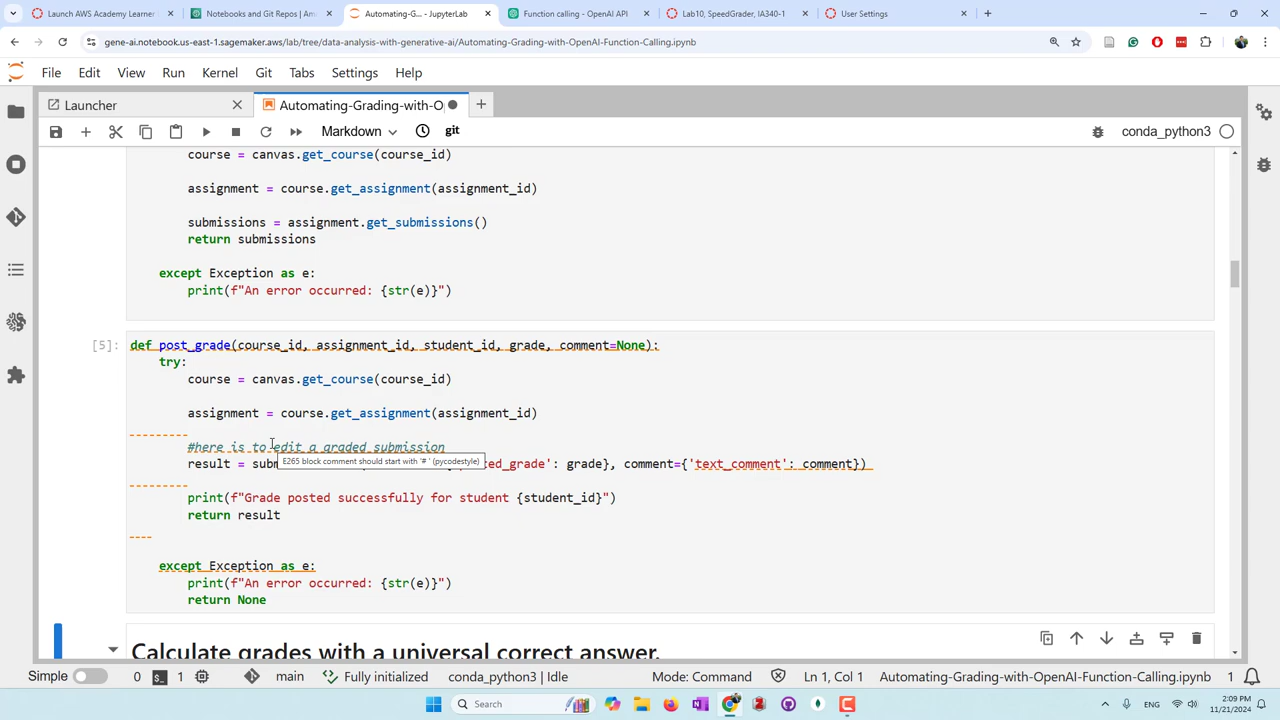 Launch AWS Academy Learner
Notebooks and Git Repos | Am
Automating-G... - JupyterLab
Function calling - OpenAI API
Lab10, SpeedGrader, IA340-1
User Settings
gene-ai.notebook.us-east-1.sagemaker.aws/lab/tree/data-analysis-with-generative-ai/Automating-Grading-with-OpenAI-Function-Calling.ipynb
File Edit View Run Kernel Git Tabs Settings Help
Launcher
Automating-Grading-with-O
Markdown
git
conda_python3
course = canvas.get_course(course_id)
assignment = course.get_assignment(assignment_id)
submissions = assignment.get_submissions()
return submissions
except Exception as e:
print(f"An error occurred: {str(e)}")
[5]:
def post_grade(course_id, assignment_id, student_id, grade, comment=None):
try:
course = canvas.get_course(course_id)
assignment = course.get_assignment(assignment_id)
#here is to edit a graded submission
E265 block comment should start with '# ' (pycodestyle)
result = subm ed_grade': grade}, comment={'text_comment': comment})
print(f"Grade posted successfully for student {student_id}")
return result
except Exception as e:
print(f"An error occurred: {str(e)}")
return None
Calculate grades with a universal correct answer.
Simple 0 1 main Fully initialized conda_python3 | Idle Mode: Command Ln 1, Col 1 Automating-Grading-with-OpenAI-Function-Calling.ipynb 1
Search
ENG
2:09 PM
11/21/2024